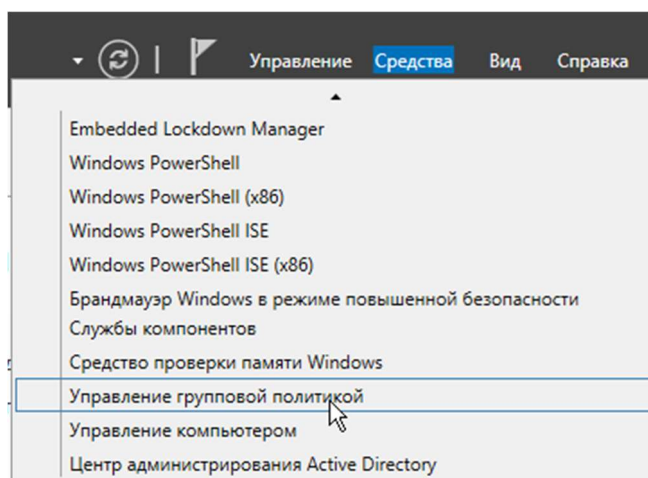 Управление Средства Вид Справка
Embedded Lockdown Manager
Windows PowerShell
Windows PowerShell (x86)
Windows PowerShell ISE
Windows PowerShell ISE (x86)
Брандмауэр Windows в режиме повышенной безопасности
Службы компонентов
Средство проверки памяти Windows
Управление групповой политикой
Управление компьютером
Центр администрирования Active Directory